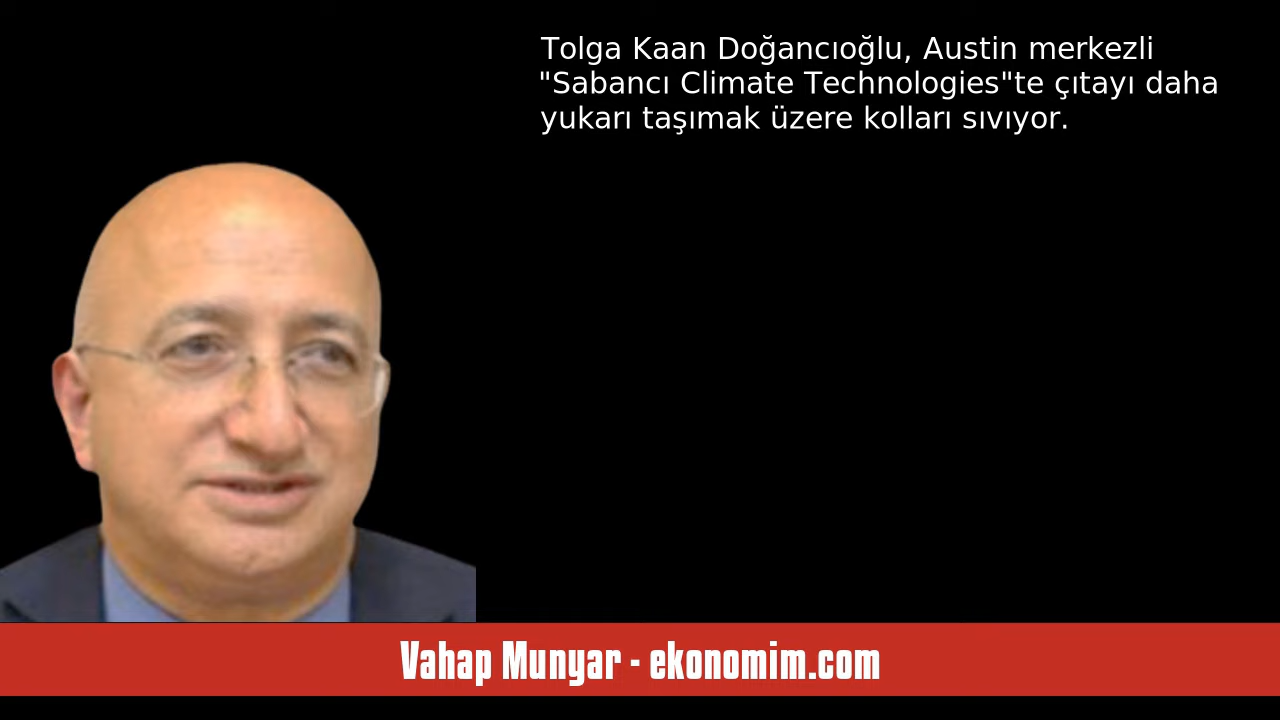 Tolga Kaan Doğancıoğlu, Austin merkezli
"Sabancı Climate Technologies"te çıtayı daha
yukarı taşımak üzere kolları sıvıyor.
Vahap Munyar - ekonomim.com